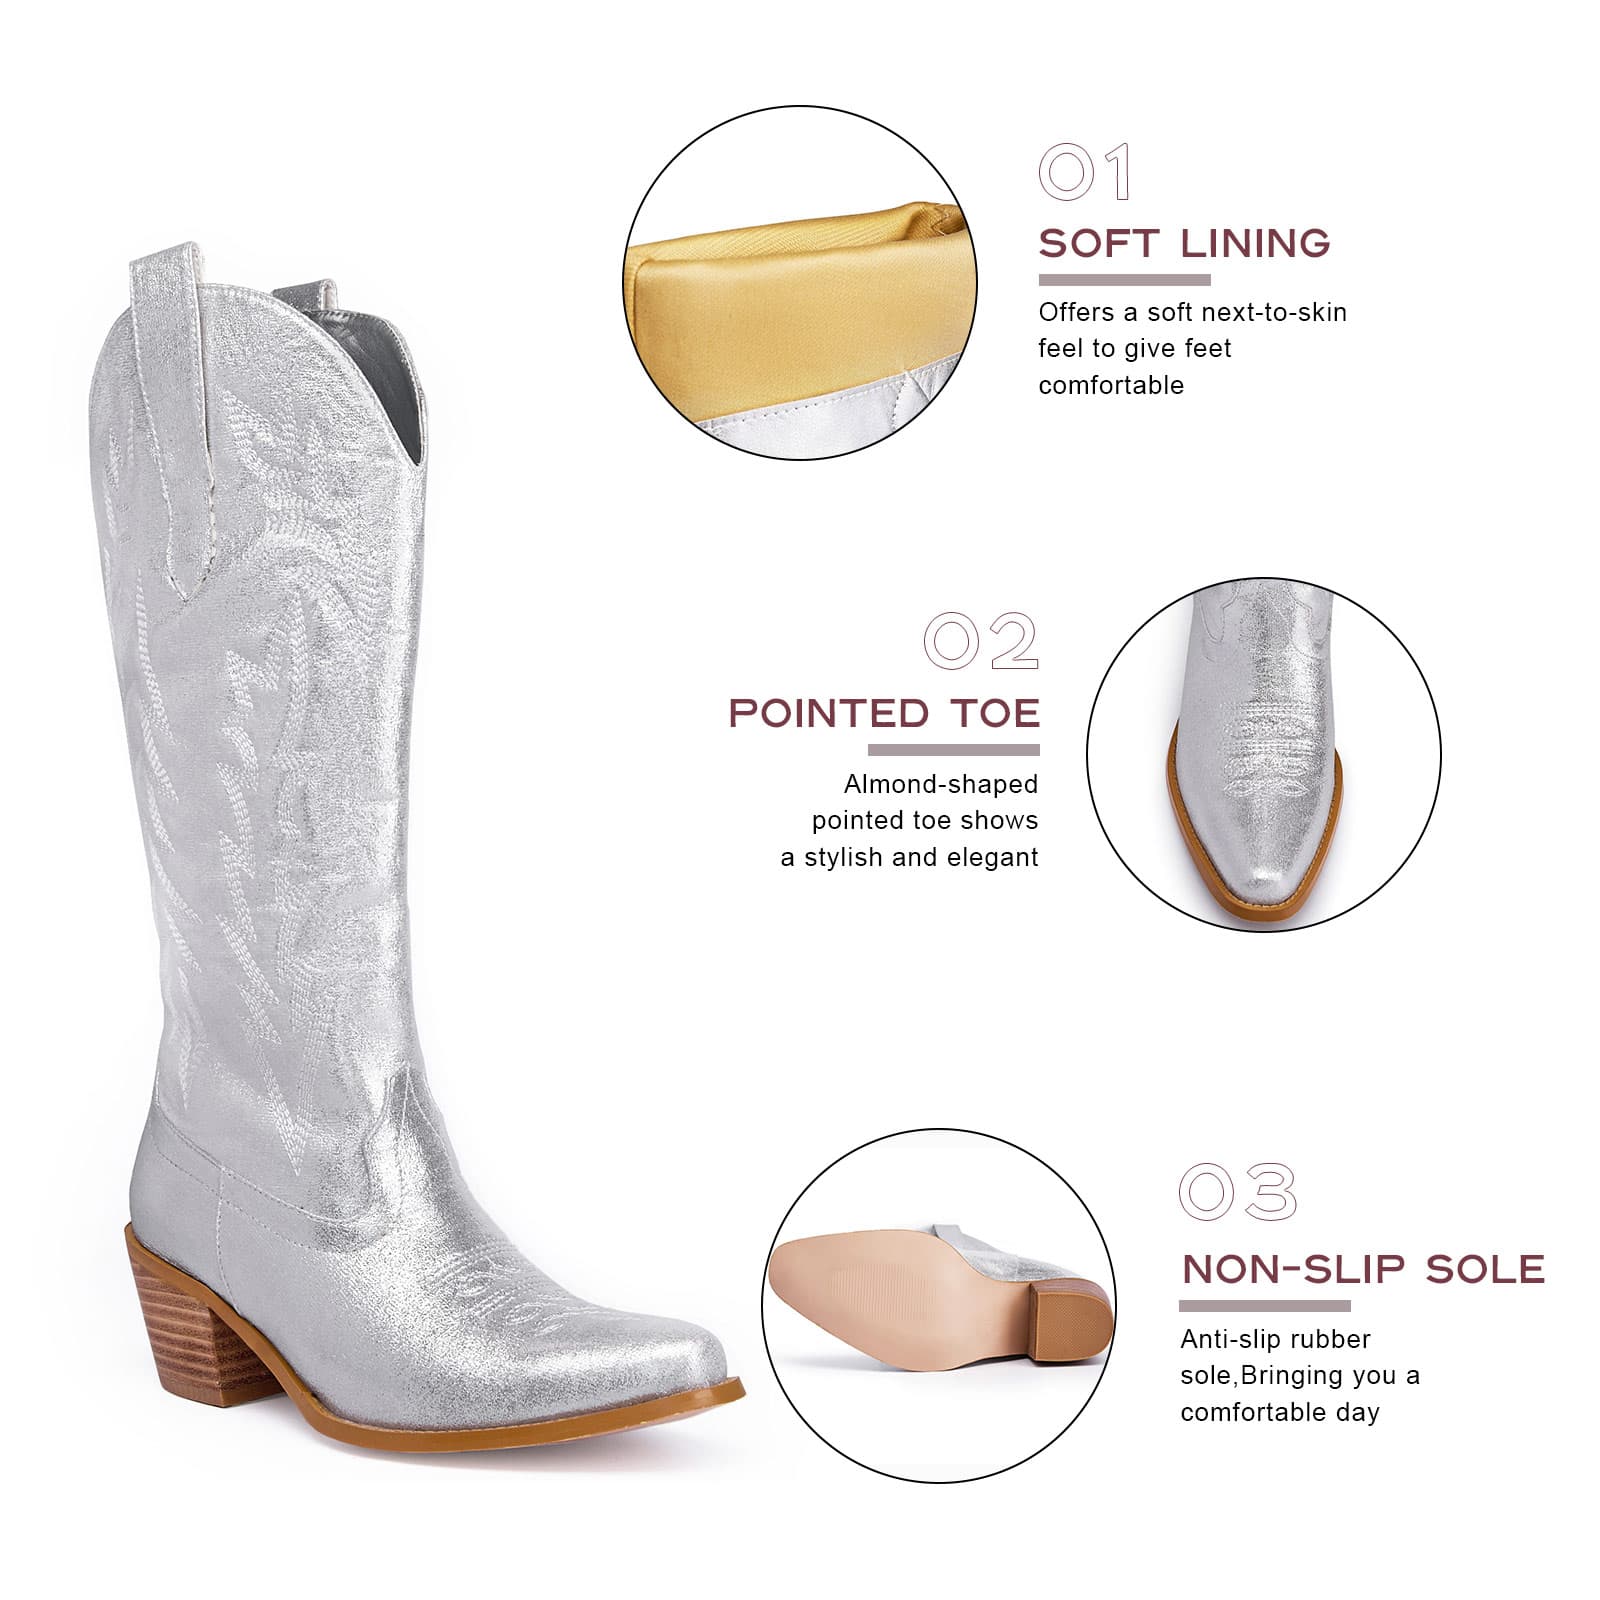 01
SOFT LINING
Offers a soft next-to-skin
feel to give feet
comfortable
02
POINTED TOE
Almond-shaped
pointed toe shows
a stylish and elegant
03
NON-SLIP SOLE
Anti-slip rubber
sole,Bringing you a
comfortable day